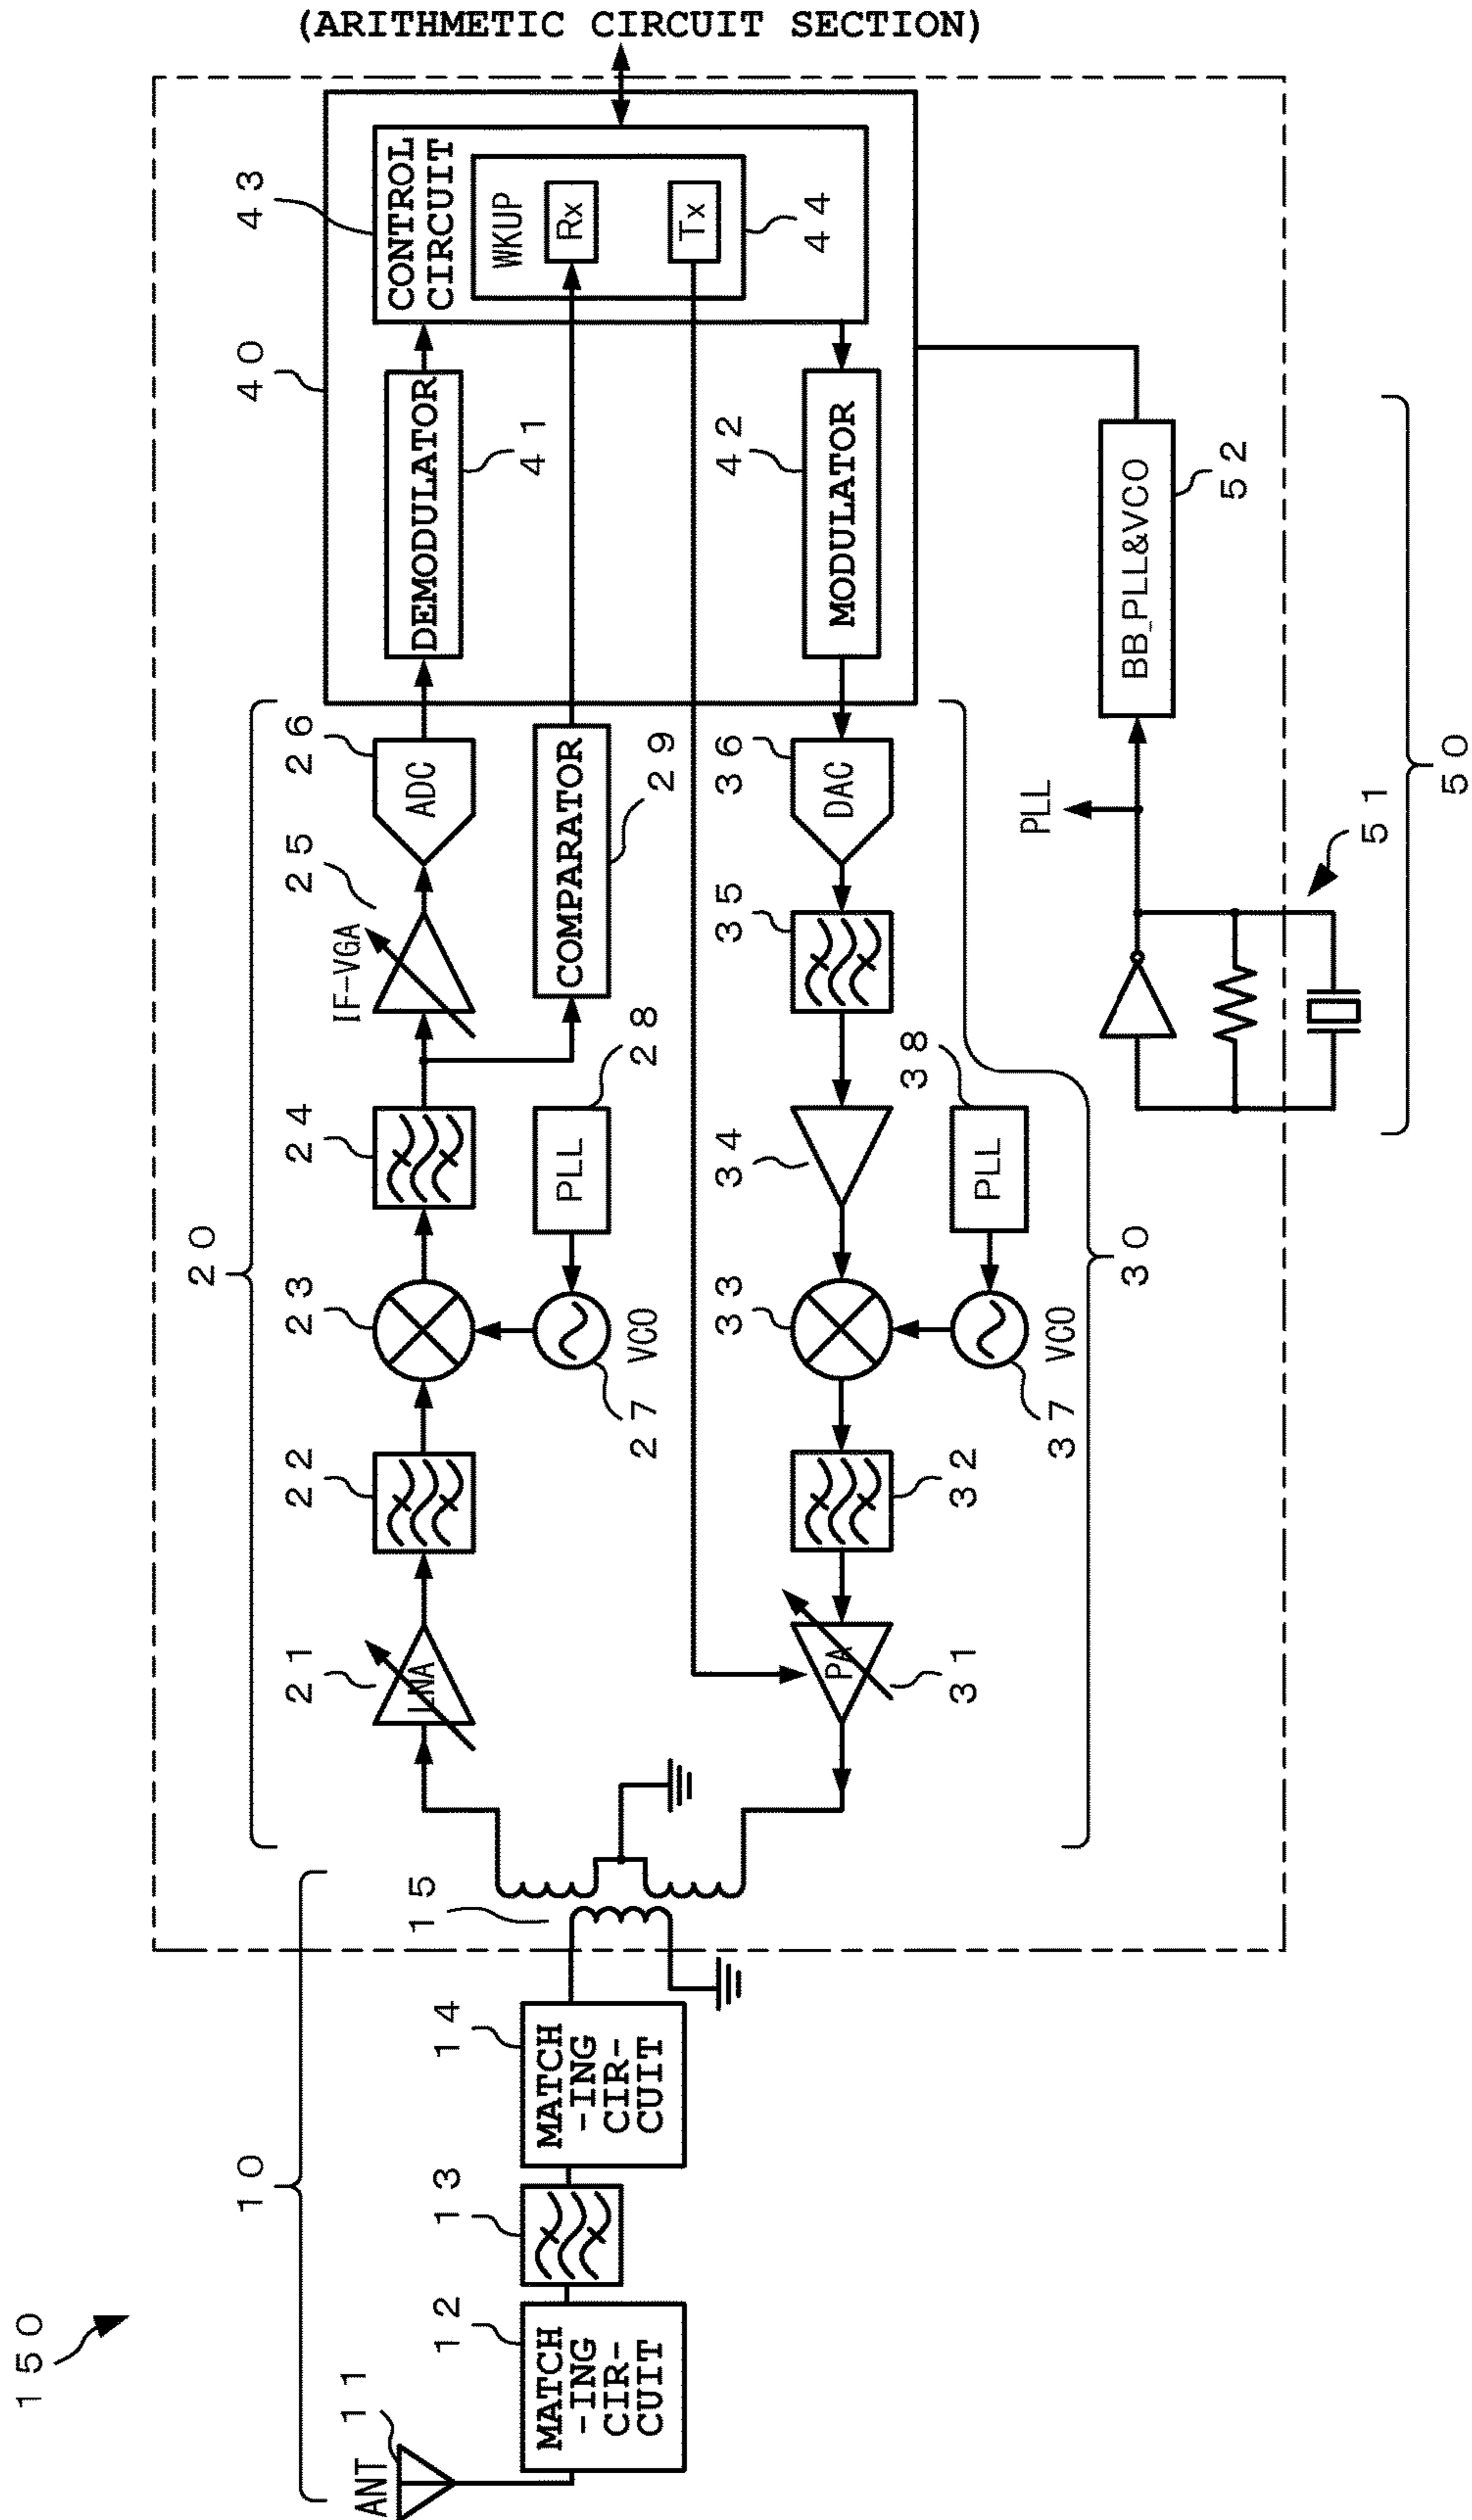 150
10
ANT
11
12
MATCH
-ING
CIR-
CUIT
13
14
MATCH
-ING
CIR-
CUIT
15
20
21
LNA
22
23
24
IF-VGA
25
26
ADC
27
VCO
28
PLL
29
COMPARATOR
30
31
PA
32
33
34
35
36
DAC
37
VCO
38
PLL
40
41
DEMODULATOR
42
MODULATOR
43
CONTROL
CIRCUIT
WKUP
Rx
Tx
44
(ARITHMETIC CIRCUIT SECTION)
50
51
PLL
BB_PLL&VCO
52